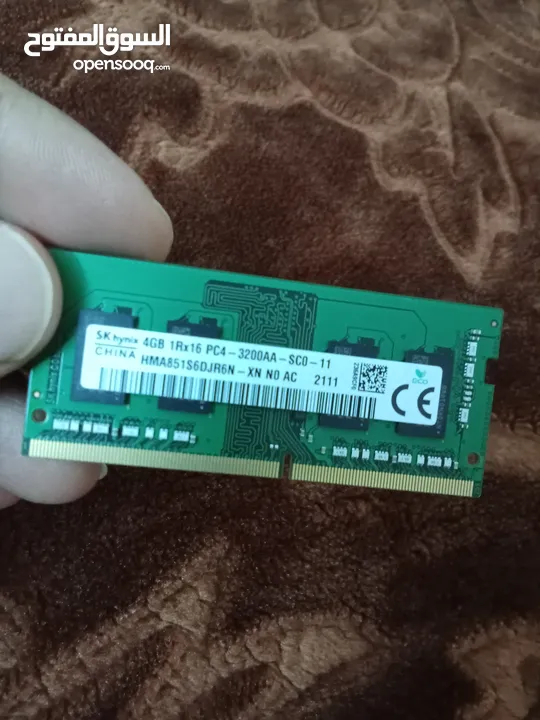 السوق المفتوح
opensooq.com
SK hynix 4GB 1Rx16 PC4-3200AA-SC0-11
CHINA HMA851S6DJR6N-XN N0 AC 2111
CE
ECO